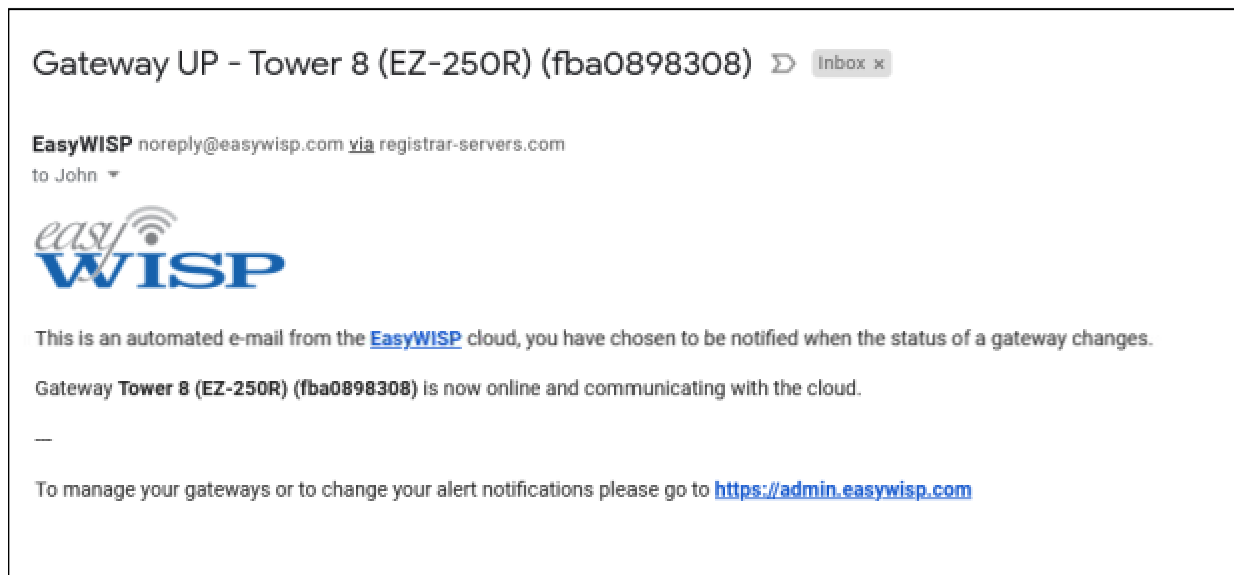 Gateway UP - Tower 8 (EZ-250R) (fba0898308) Inbox x
EasyWISP noreply@easywisp.com via registrar-servers.com
to John
easy
WISP
This is an automated e-mail from the EasyWISP cloud, you have chosen to be notified when the status of a gateway changes.
Gateway Tower 8 (EZ-250R) (fba0898308) is now online and communicating with the cloud.
—
To manage your gateways or to change your alert notifications please go to https://admin.easywisp.com